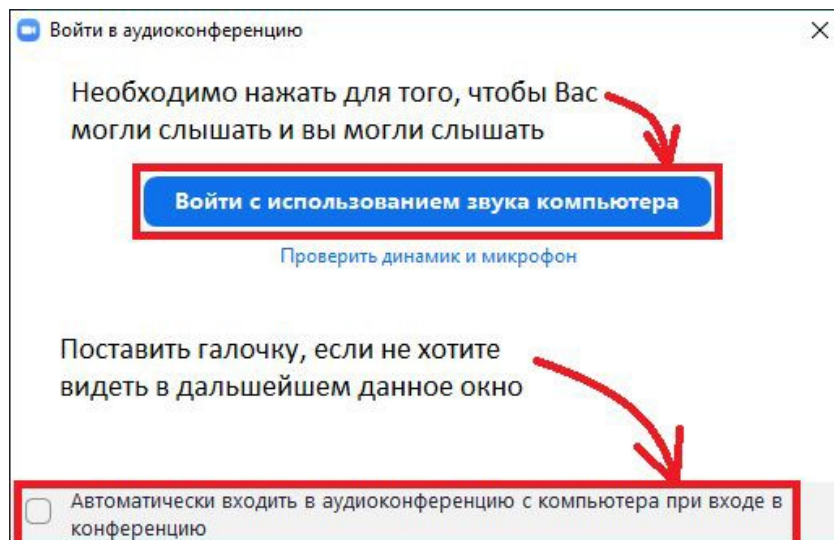 Войти в аудиоконференцию
Необходимо нажать для того, чтобы Вас
могли слышать и вы могли слышать
Войти с использованием звука компьютера
Проверить динамик и микрофон
Поставить галочку, если не хотите
видеть в дальшейшем данное окно
Автоматически входить в аудиоконференцию с компьютера при входе в
конференцию